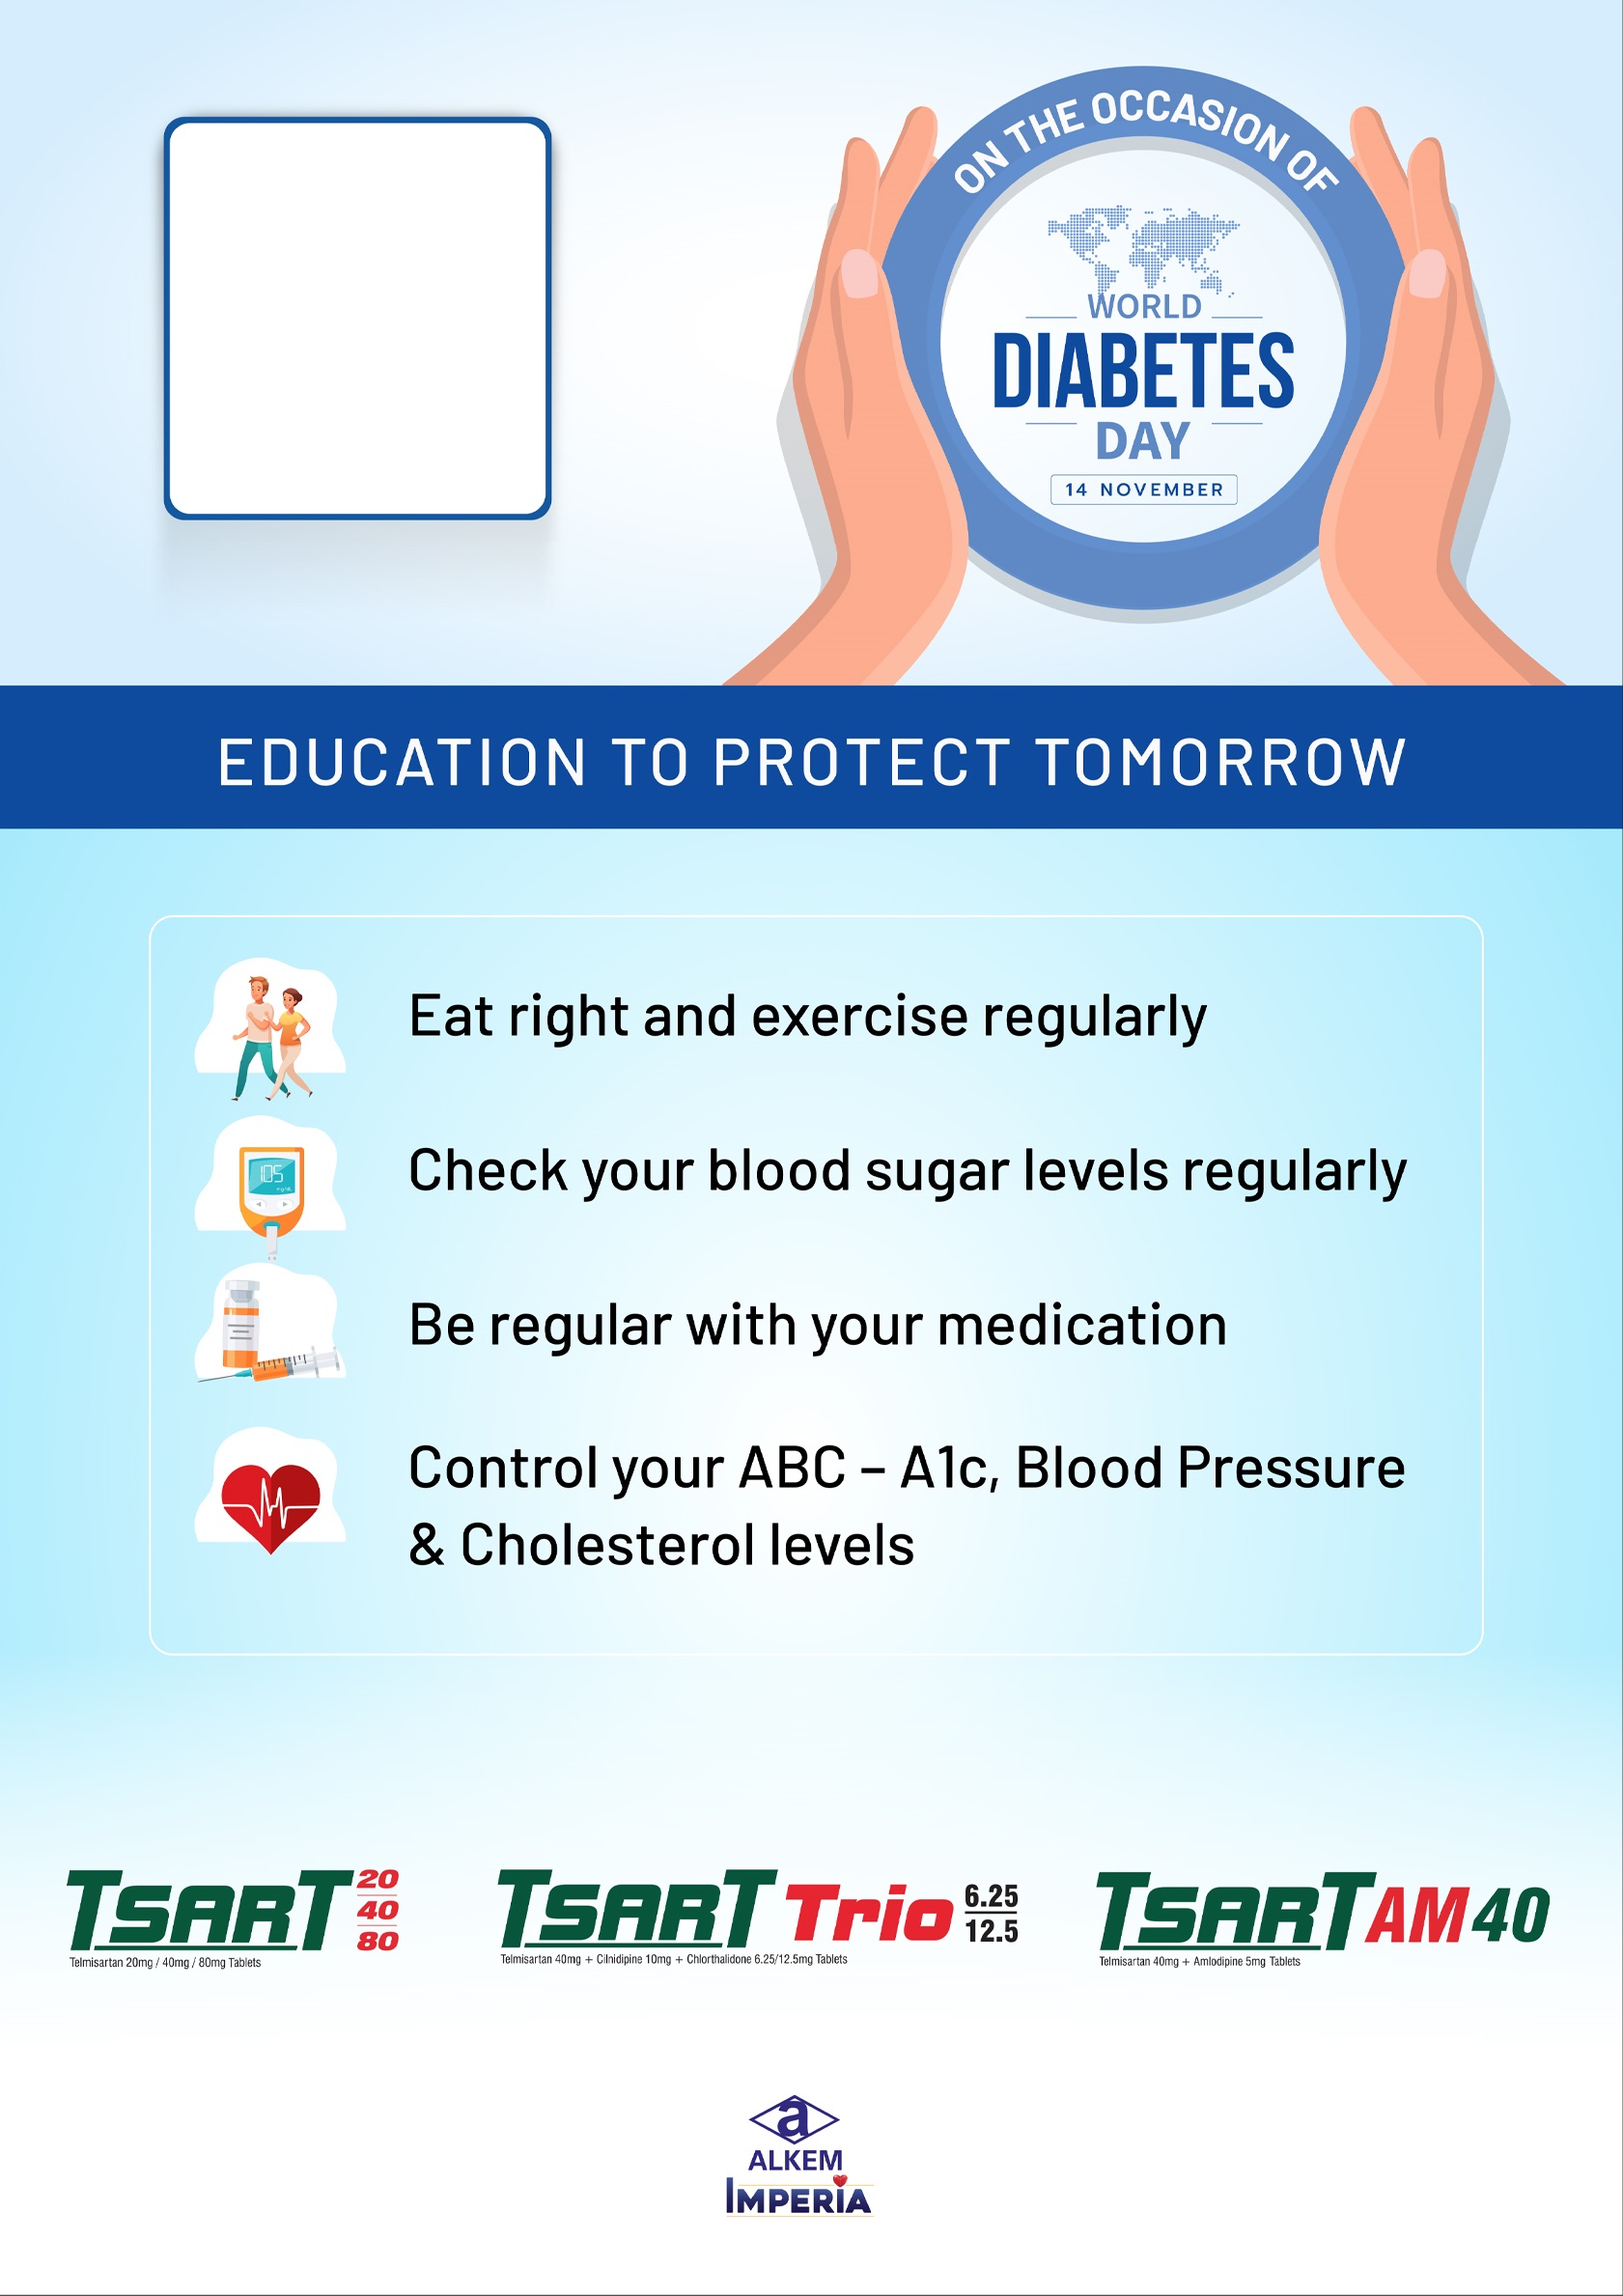 ON THE OCCASION OF
WORLD
DIABETES
DAY
14 NOVEMBER
EDUCATION TO PROTECT TOMORROW
Eat right and exercise regularly
105
mg/dL
Check your blood sugar levels regularly
Be regular with your medication
Control your ABC – A1c, Blood Pressure
& Cholesterol levels
TSART 20 40 80
Telmisartan 20mg / 40mg / 80mg Tablets
TSART Trio 6.25 12.5
Telmisartan 40mg + Cilnidipine 10mg + Chlorthalidone 6.25/12.5mg Tablets
TSART AM 40
Telmisartan 40mg + Amlodipine 5mg Tablets
a
ALKEM
IMPERIA